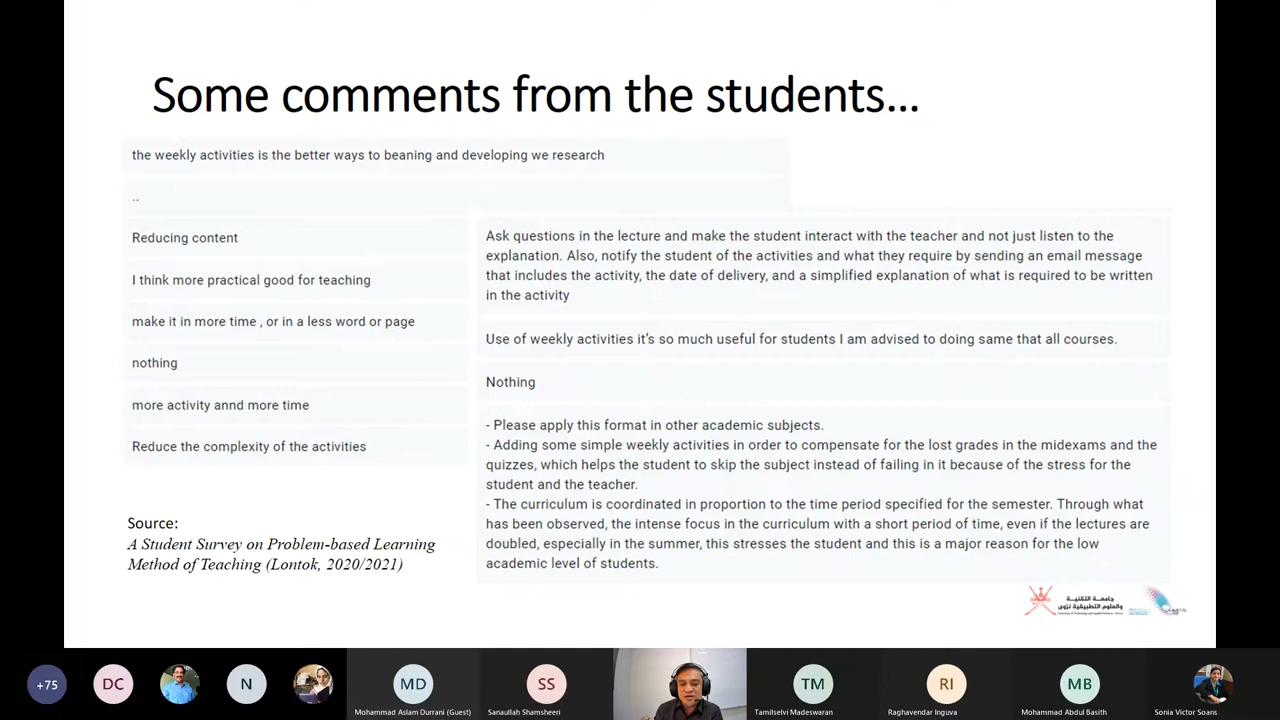 Some comments from the students...
the weekly activities is the better ways to beaning and developing we research
..
Reducing content
I think more practical good for teaching
make it in more time , or in a less word or page
nothing
more activity annd more time
Reduce the complexity of the activities
Ask questions in the lecture and make the student interact with the teacher and not just listen to the
explanation. Also, notify the student of the activities and what they require by sending an email message
that includes the activity, the date of delivery, and a simplified explanation of what is required to be written
in the activity
Use of weekly activities it's so much useful for students I am advised to doing same that all courses.
Nothing
- Please apply this format in other academic subjects.
- Adding some simple weekly activities in order to compensate for the lost grades in the midexams and the
quizzes, which helps the student to skip the subject instead of failing in it because of the stress for the
student and the teacher.
- The curriculum is coordinated in proportion to the time period specified for the semester. Through what
has been observed, the intense focus in the curriculum with a short period of time, even if the lectures are
doubled, especially in the summer, this stresses the student and this is a major reason for the low
academic level of students.
Source:
A Student Survey on Problem-based Learning
Method of Teaching (Lontok, 2020/2021)
جامعة التقنية
والعلوم التطبيقية نزوى
+75
DC
N
MD
Mohammad Aslam Durrani (Guest)
SS
Sanaullah Shamsheeri
TM
Tamilselvi Madeswaran
RI
Raghavendar Inguva
MB
Mohammad Abdul Basith
Sonia Victor Soans